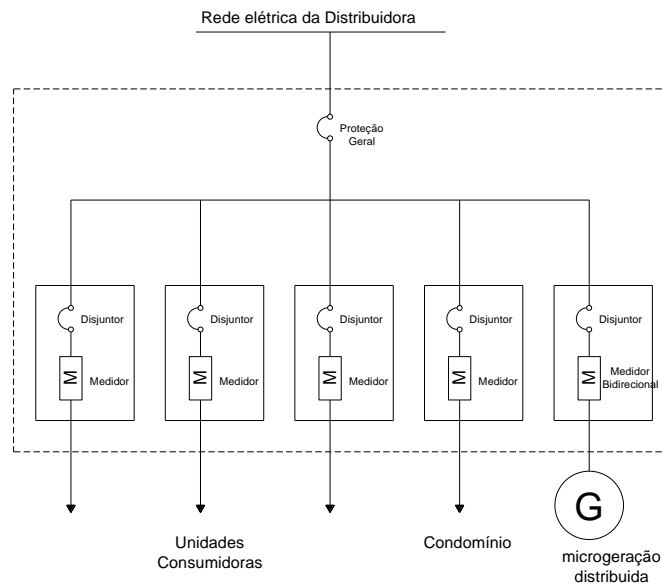 Rede elétrica da Distribuidora
Proteção
Geral
Disjuntor
Disjuntor
Disjuntor
Disjuntor
Disjuntor
M
Medidor
M
Medidor
M
Medidor
M
Medidor
M
Medidor
Bidirecional
G
Unidades
Consumidoras
Condomínio
microgeração
distribuida